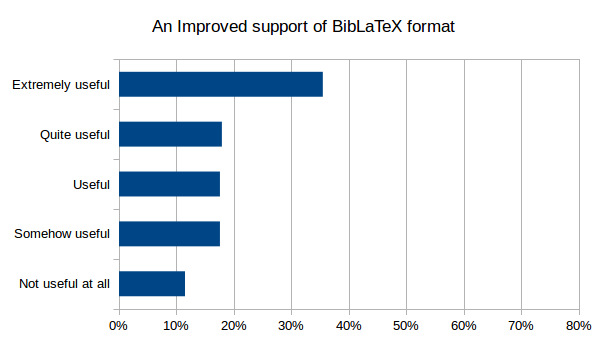 An Improved support of BibLaTeX format
Extremely useful
Quite useful
Useful
Somehow useful
Not useful at all
0% 10% 20% 30% 40% 50% 60% 70% 80%